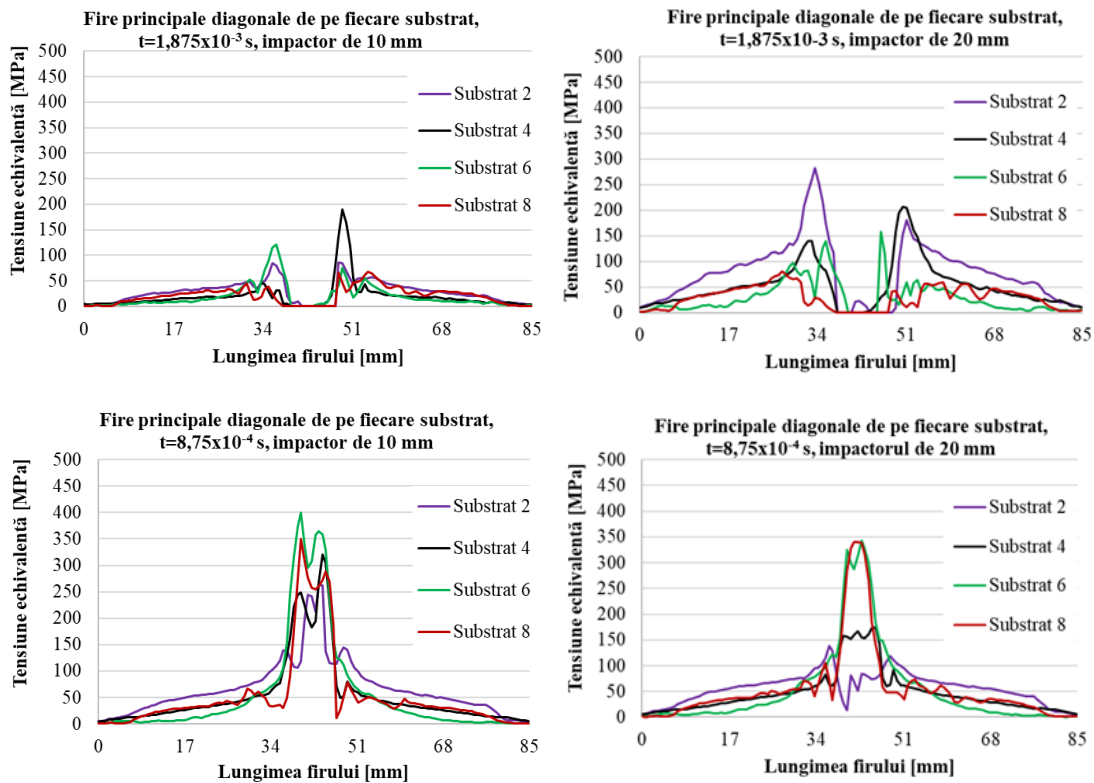 Fire principale diagonale de pe fiecare substrat,
t=1,875x10⁻³ s, impactor de 10 mm
500
450
400
350
300
250
200
150
100
50
0
Tensiune echivalentă [MPa]
Substrat 2
Substrat 4
Substrat 6
Substrat 8
0 17 34 51 68 85
Lungimea firului [mm]
Fire principale diagonale de pe fiecare substrat,
t=1,875x10-3 s, impactor de 20 mm
500
450
400
350
300
250
200
150
100
50
0
Tensiune echivalentă [MPa]
Substrat 2
Substrat 4
Substrat 6
Substrat 8
0 17 34 51 68 85
Lungimea firului [mm]
Fire principale diagonale de pe fiecare substrat,
t=8,75x10⁻⁴ s, impactor de 10 mm
500
450
400
350
300
250
200
150
100
50
0
Tensiune echivalentă [MPa]
Substrat 2
Substrat 4
Substrat 6
Substrat 8
0 17 34 51 68 85
Lungimea firului [mm]
Fire principale diagonale de pe fiecare substrat,
t=8,75x10⁻⁴ s, impactorul de 20 mm
500
450
400
350
300
250
200
150
100
50
0
Tensiune echivalentă [MPa]
Substrat 2
Substrat 4
Substrat 6
Substrat 8
0 17 34 51 68 85
Lungimea firului [mm]